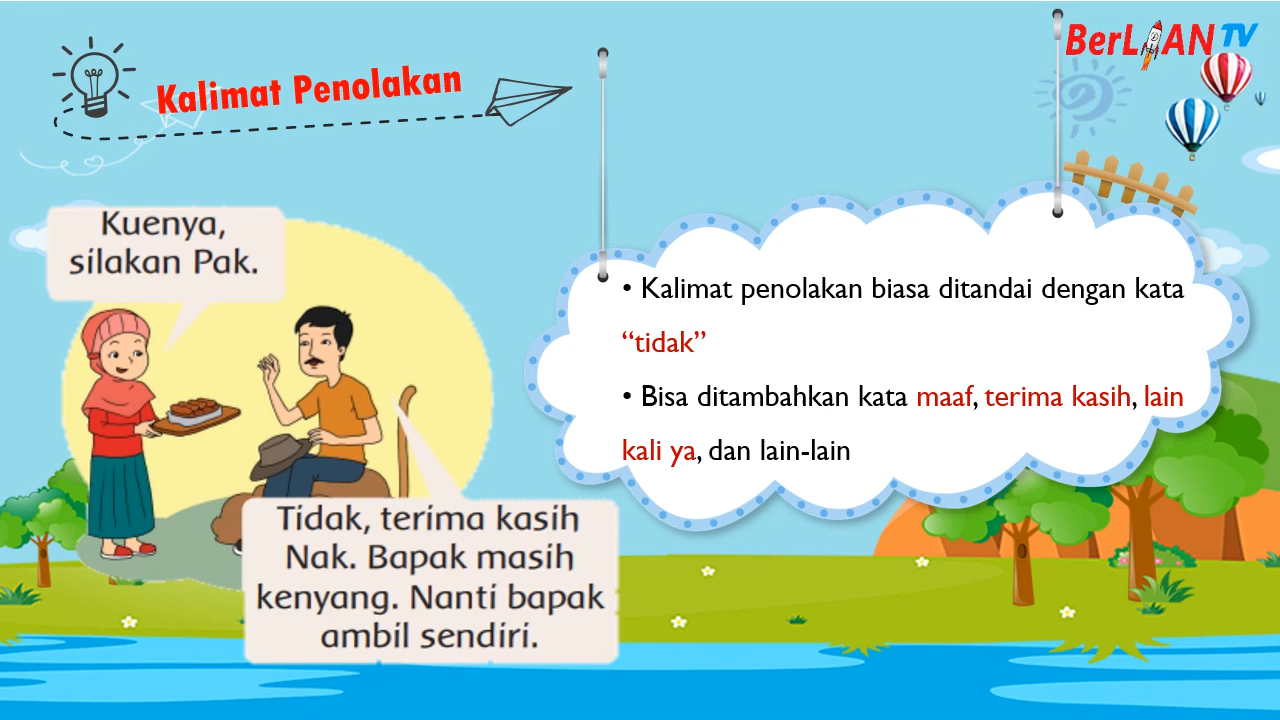 BerLIAN TV
Kalimat Penolakan
Kuenya,
silakan Pak.
• Kalimat penolakan biasa ditandai dengan kata
“tidak”
• Bisa ditambahkan kata maaf, terima kasih, lain
kali ya, dan lain-lain
Tidak, terima kasih
Nak. Bapak masih
kenyang. Nanti bapak
ambil sendiri.